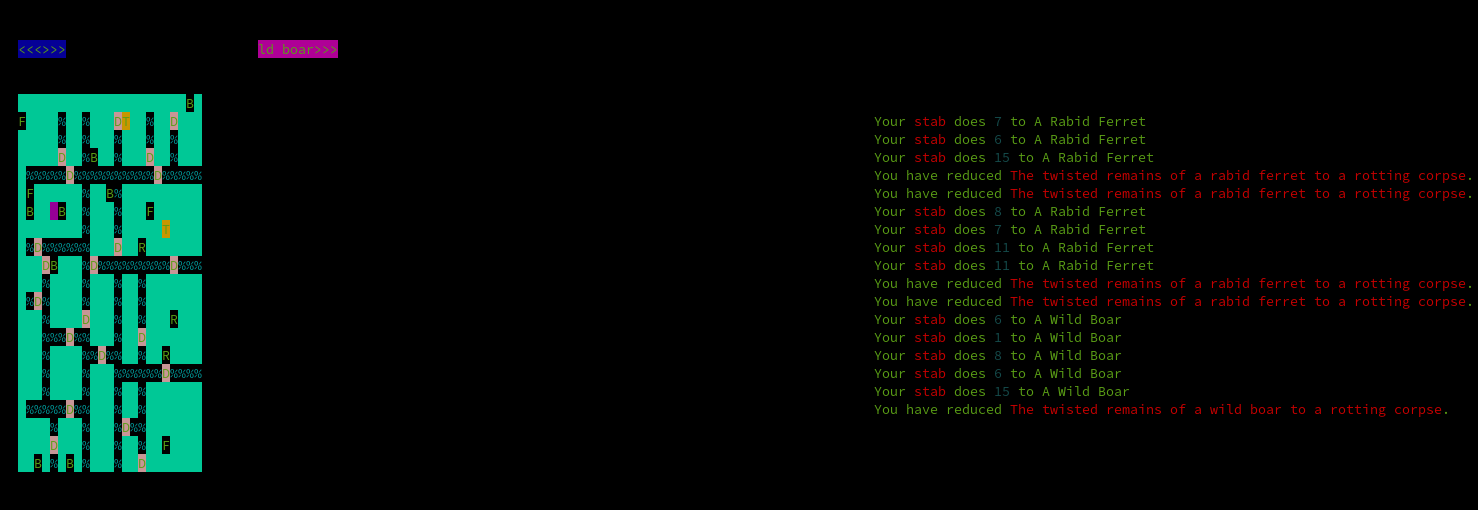 <<<>>> ld boar>>>
B
F % % DT % D
% % % %
D %B % D %
%%%%%D%%%%%%%%%%D%%%%%
F % B%
B B % % F
% % T
%D%%%%%% D R
DB %D%%%%%%%%%D%%%
% % % %
%D% % % %
% D % % R
%%%D%% % D
% %%D%% % R
% % %%%%%%D%%%%
% % % %
%%%%%D%% % %
% % %D%%
D % % % F
B %B % % D
Your stab does 7 to A Rabid Ferret
Your stab does 6 to A Rabid Ferret
Your stab does 15 to A Rabid Ferret
You have reduced The twisted remains of a rabid ferret to a rotting corpse.
You have reduced The twisted remains of a rabid ferret to a rotting corpse.
Your stab does 8 to A Rabid Ferret
Your stab does 7 to A Rabid Ferret
Your stab does 11 to A Rabid Ferret
Your stab does 11 to A Rabid Ferret
You have reduced The twisted remains of a rabid ferret to a rotting corpse.
You have reduced The twisted remains of a rabid ferret to a rotting corpse.
Your stab does 6 to A Wild Boar
Your stab does 1 to A Wild Boar
Your stab does 8 to A Wild Boar
Your stab does 6 to A Wild Boar
Your stab does 15 to A Wild Boar
You have reduced The twisted remains of a wild boar to a rotting corpse.